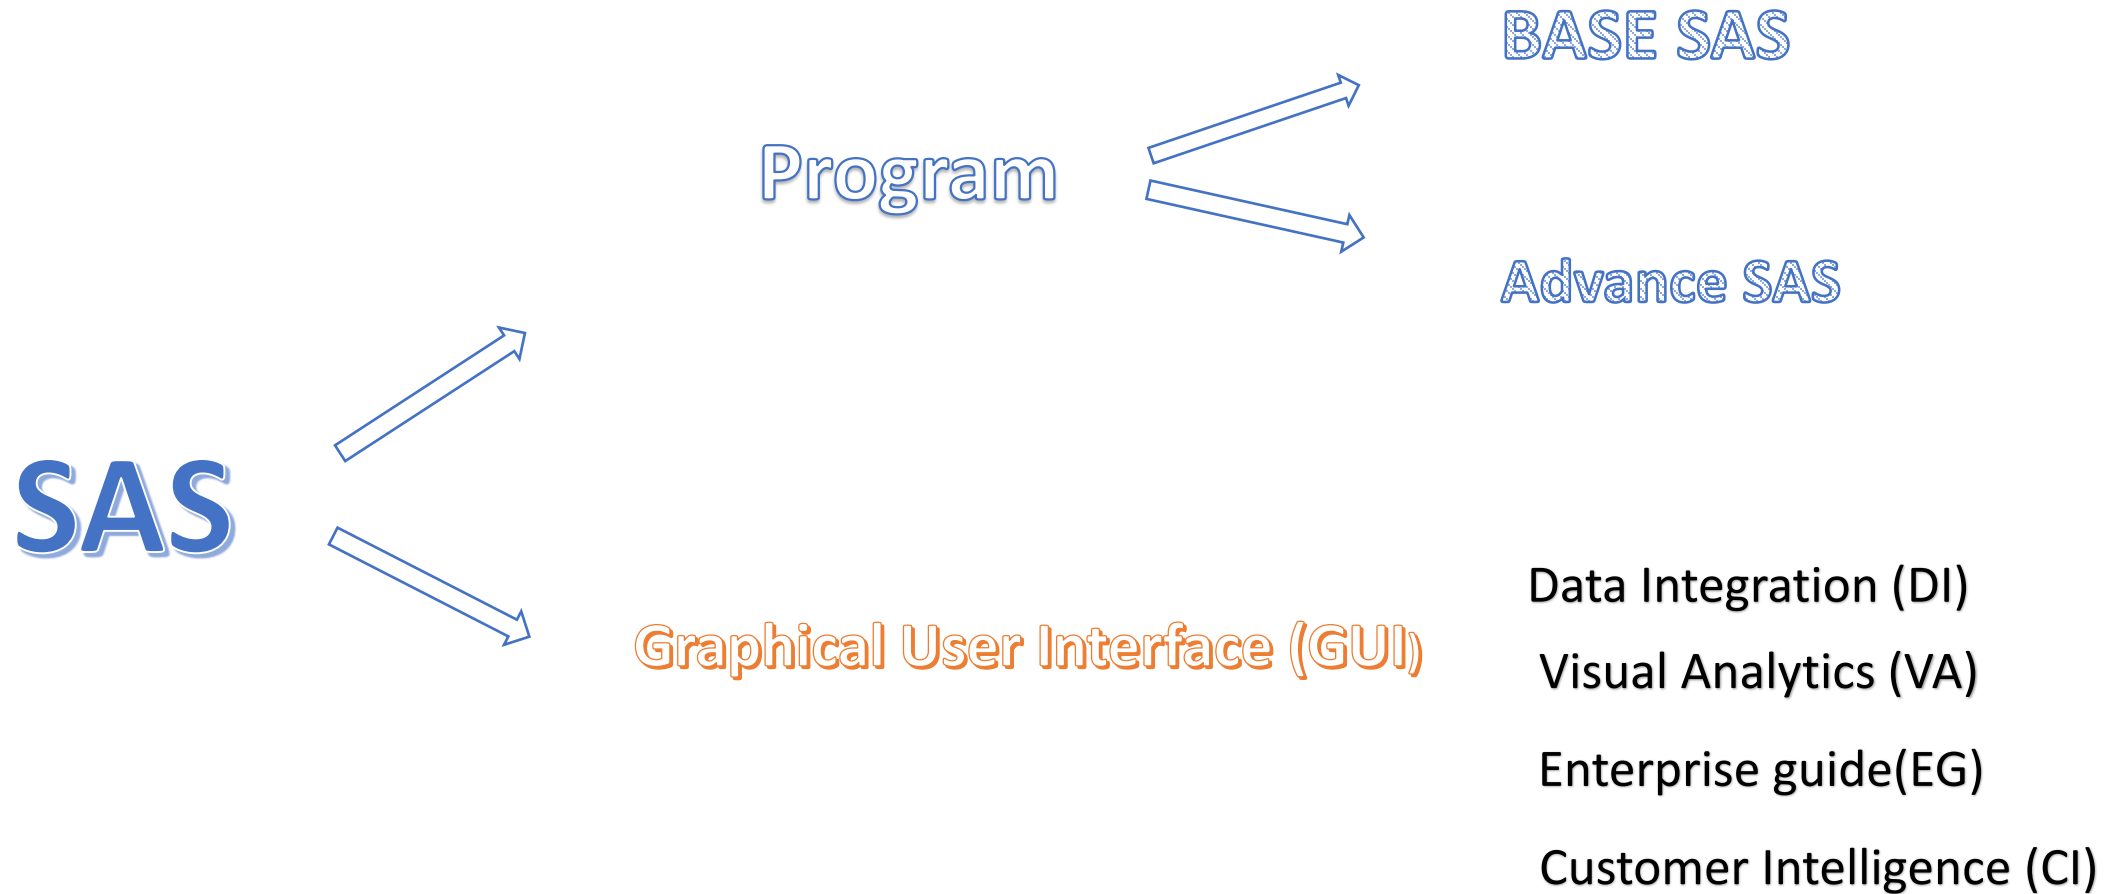 BASE SAS
Program
Advance SAS
SAS
Data Integration (DI)
Graphical User Interface (GUI)
Visual Analytics (VA)
Enterprise guide(EG)
Customer Intelligence (CI)